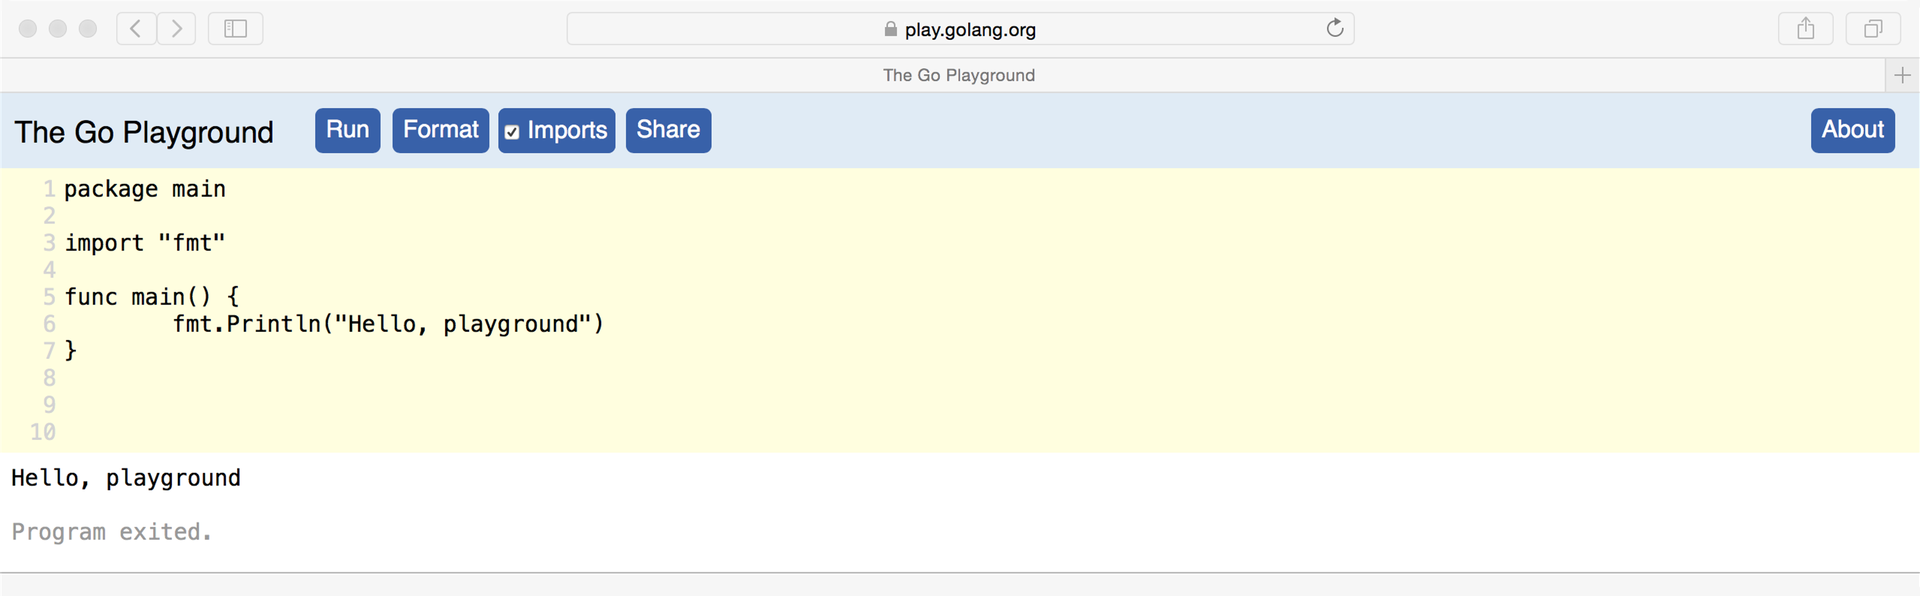 play.golang.org
The Go Playground
The Go Playground Run Format Imports Share About
1 package main
2
3 import "fmt"
4
5 func main() {
6         fmt.Println("Hello, playground")
7 }
8
9
10
Hello, playground
Program exited.